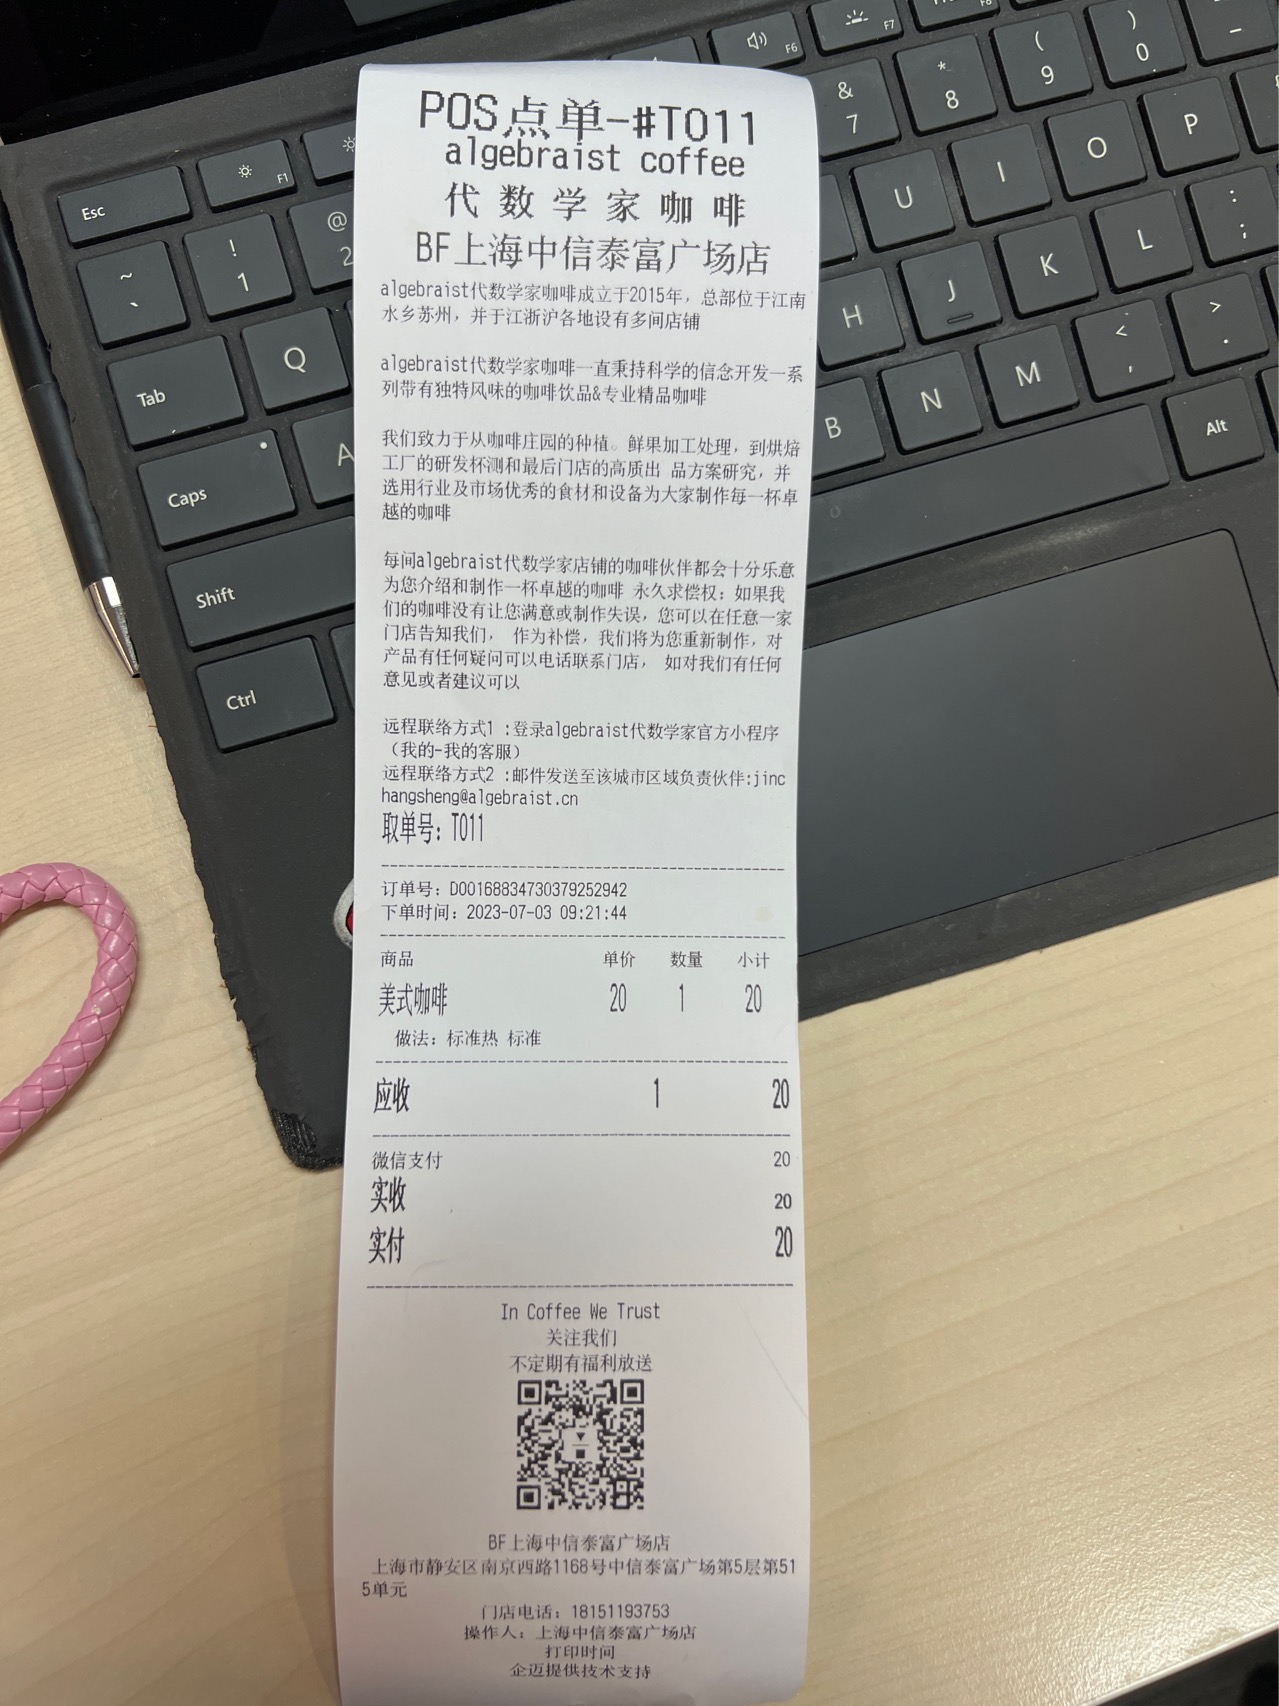 POS点单-#T011
algebraist coffee
代数学家咖啡
BF上海中信泰富广场店
algebraist代数学家咖啡成立于2015年，总部位于江南
水乡苏州，并于江浙沪各地设有多间店铺
algebraist代数学家咖啡一直秉持科学的信念开发一系
列带有独特风味的咖啡饮品&专业精品咖啡
我们致力于从咖啡庄园的种植。鲜果加工处理，到烘焙
工厂的研发杯测和最后门店的高质出 品方案研究，并
选用行业及市场优秀的食材和设备为大家制作每一杯卓
越的咖啡
每间algebraist代数学家店铺的咖啡伙伴都会十分乐意
为您介绍和制作一杯卓越的咖啡 永久求偿权：如果我
们的咖啡没有让您满意或制作失误，您可以在任意一家
门店告知我们， 作为补偿，我们将为您重新制作，对
产品有任何疑问可以电话联系门店， 如对我们有任何
意见或者建议可以
远程联络方式1 :登录algebraist代数学家官方小程序
（我的-我的客服）
远程联络方式2 :邮件发送至该城市区域负责伙伴:jinc
hangsheng@algebraist.cn
取单号：T011
订单号：D00168834730379252942
下单时间：2023-07-03 09:21:44
商品 单价 数量 小计
美式咖啡 20 1 20
做法：标准热 标准
应收 1 20
微信支付 20
实收 20
实付 20
In Coffee We Trust
关注我们
不定期有福利放送
BF上海中信泰富广场店
上海市静安区南京西路1168号中信泰富广场第5层第51
5单元
门店电话：18151193753
操作人：上海中信泰富广场店
打印时间
企迈提供技术支持
Esc
F1
F6
F7
F8
~ `
! 1
@ 2
& 7
* 8
( 9
) 0
_ -
Tab
Q
U
I
O
P
Caps
A
H
J
K
L
: ;
Shift
B
N
M
< ,
> .
Ctrl
Alt